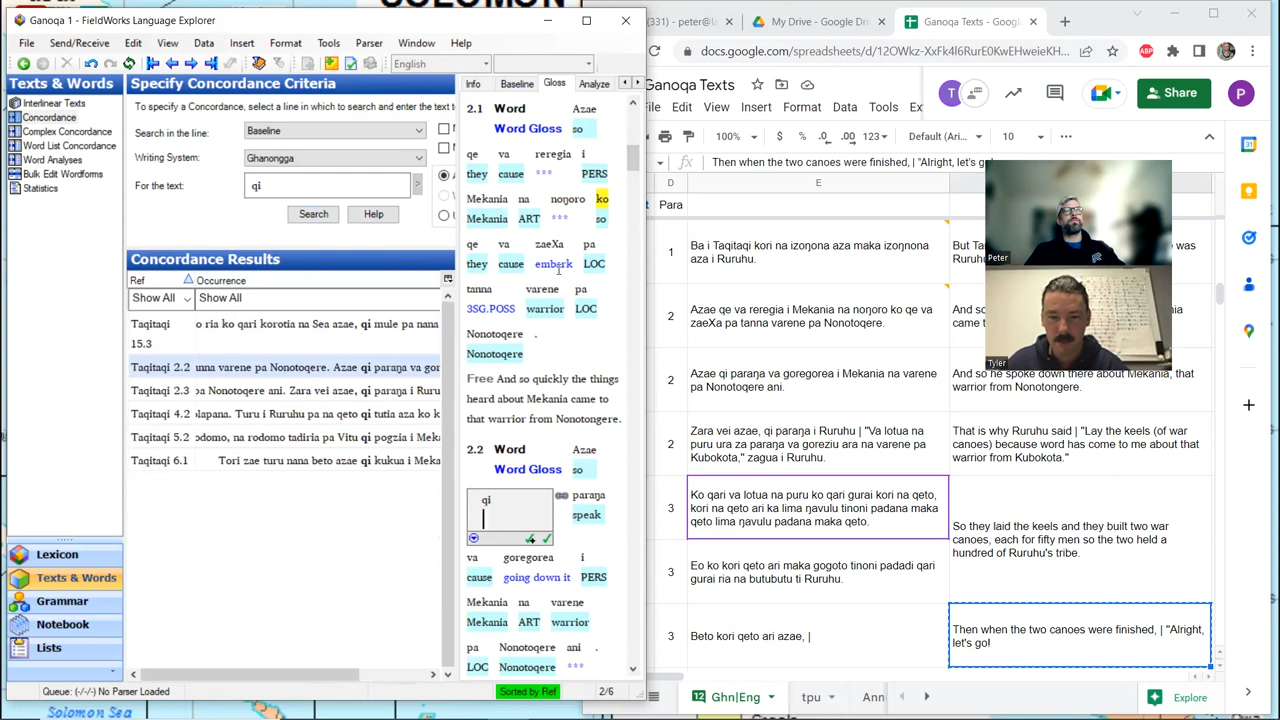 SOLOMON
Ganoqa 1 - FieldWorks Language Explorer
File Send/Receive Edit View Data Insert Format Tools Parser Window Help
English
Texts & Words
Interlinear Texts
Concordance
Complex Concordance
Word List Concordance
Word Analyses
Bulk Edit Wordforms
Statistics
Lexicon
Texts & Words
Grammar
Notebook
Lists
Specify Concordance Criteria
To specify a Concordance, select a line in which to search and enter the text to
Search in the line: Baseline
Writing System: Ghanongga
For the text: qi
Search Help
Concordance Results
Ref Occurrence
Show All Show All
Taqitaqi 15.3 o ria ko qari korotia na Sea azae, qi mule pa nana
Taqitaqi 2.2 unna varene pa Nonotoqere. Azae qi paraŋa va gor
Taqitaqi 2.3 pa Nonotoqere ani. Zara vei azae, qi paraŋa i Ruru
Taqitaqi 4.2 ιlapana. Turu i Ruruhu pa na qeto qi tutia aza ko k
Taqitaqi 5.2 odomo, na rodomo tadiria pa Vitu qi pogzia i Meka
Taqitaqi 6.1 Tori zae turu nana beto azae qi kukua i Meka
Info Baseline Gloss Analyze
2.1 Word Azae
Word Gloss so
qe va reregia i
they cause *** PERS
Mekania na noŋoro ko
Mekania ART *** so
qe va zaeXa pa
they cause embark LOC
tanna varene pa
3SG.POSS warrior LOC
Nonotoqere .
Nonotoqere
Free And so quickly the things
heard about Mekania came to
that warrior from Nonotongere.
2.2 Word Azae
Word Gloss so
qi paraŋa
speak
va goregorea i
cause going down it PERS
Mekania na varene
Mekania ART warrior
pa Nonotoqere ani .
LOC Nonotoqere ***
Queue: (-/-/-) No Parser Loaded
Sorted by Ref
2/6
Solomon Sea
(331) - peter@l
My Drive - Google Dri
Ganoqa Texts - Google
docs.google.com/spreadsheets/d/12OWkz-XxFk4l6RurE0KwEHweieKH...
Ganoqa Texts
Edit View Insert Format Data Tools Extens
T
Share
P
100% $ % .0 .00 123 Default (Ari... 10
Then when the two canoes were finished, | "Alright, let's go!
D E
Para
1 Ba i Taqitaqi kori na izoŋona aza maka izoŋnona
aza i Ruruhu.
2 Azae qe va reregia i Mekania na noŋoro ko qe va
zaeXa pa tanna varene pa Nonotoqere.
2 Azae qi paraŋa va goregorea i Mekania na varene
pa Nonotoqere ani.
And so he spoke down there about Mekania, that
warrior from Nonotongere.
2 Zara vei azae, qi paraŋa i Ruruhu | "Va lotua na
puru ura za paraŋa va goreziu ara na varene pa
Kubokota," zagua i Ruruhu.
That is why Ruruhu said | "Lay the keels (of war
canoes) because word has come to me about that
warrior from Kubokota."
3 Ko qari va lotua na puru ko qari gurai kori na qeto,
kori na qeto ari ka lima ŋavulu tinoni padana maka
qeto lima ŋavulu padana maka qeto.
So they laid the keels and they built two war
canoes, each for fifty men so the two held a
hundred of Ruruhu's tribe.
3 Eo ko kori qeto ari maka gogoto tinoni padadi qari
gurai na butubutu ti Ruruhu.
3 Beto kori qeto ari azae, |
Then when the two canoes were finished, | "Alright,
let's go!
Peter
Tyler
GhnlEng
tpu
Ann
Explore